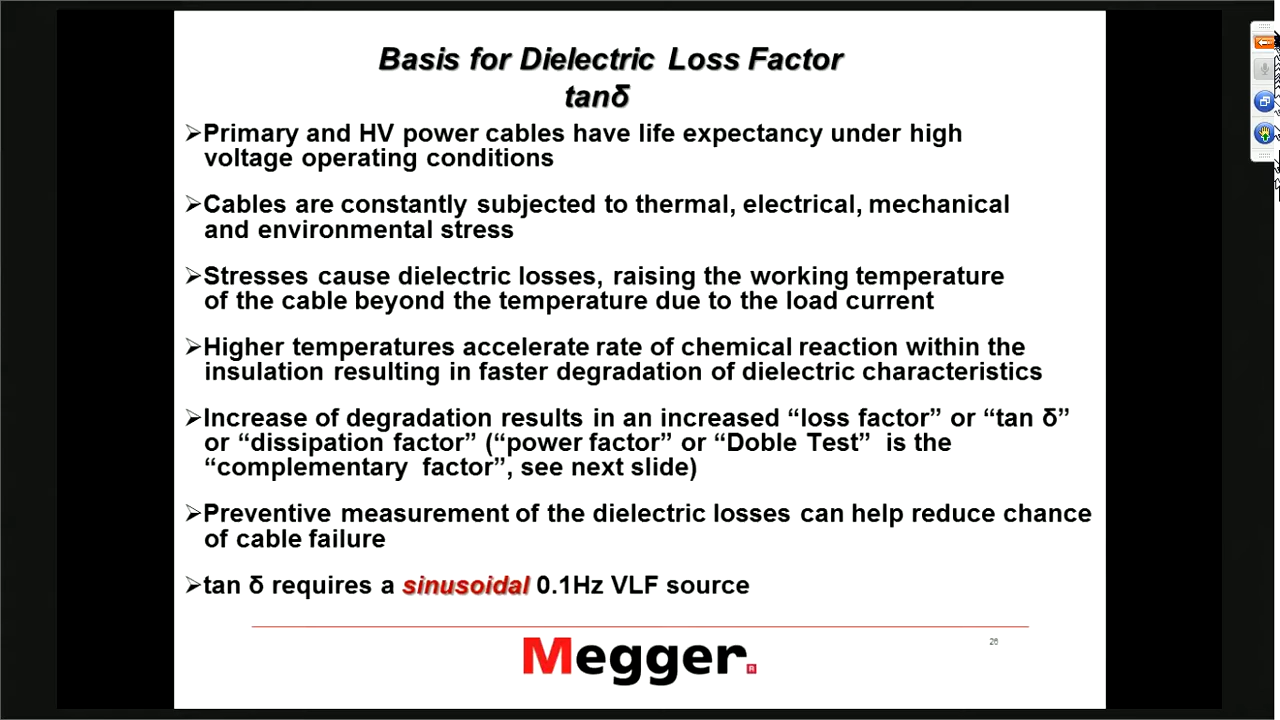 Basis for Dielectric Loss Factor
tanδ
➢Primary and HV power cables have life expectancy under high
voltage operating conditions
➢Cables are constantly subjected to thermal, electrical, mechanical
and environmental stress
➢Stresses cause dielectric losses, raising the working temperature
of the cable beyond the temperature due to the load current
➢Higher temperatures accelerate rate of chemical reaction within the
insulation resulting in faster degradation of dielectric characteristics
➢Increase of degradation results in an increased “loss factor” or “tan δ”
or “dissipation factor” (“power factor” or “Doble Test” is the
“complementary factor”, see next slide)
➢Preventive measurement of the dielectric losses can help reduce chance
of cable failure
➢tan δ requires a sinusoidal 0.1Hz VLF source
26
Megger.